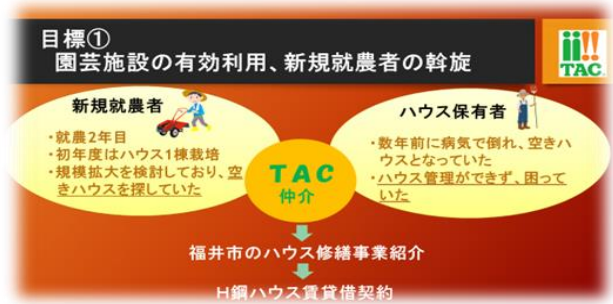 目標①
園芸施設の有効利用、新規就農者の斡旋
TAC.
新規就農者
・就農2年目
・初年度はハウス1棟栽培
・規模拡大を検討しており、空
きハウスを探していた
ハウス保有者
・数年前に病気で倒れ、空きハ
ウスとなっていた
・ハウス管理ができず、困って
いた
TAC
仲介
福井市のハウス修繕事業紹介
H鋼ハウス賃貸借契約